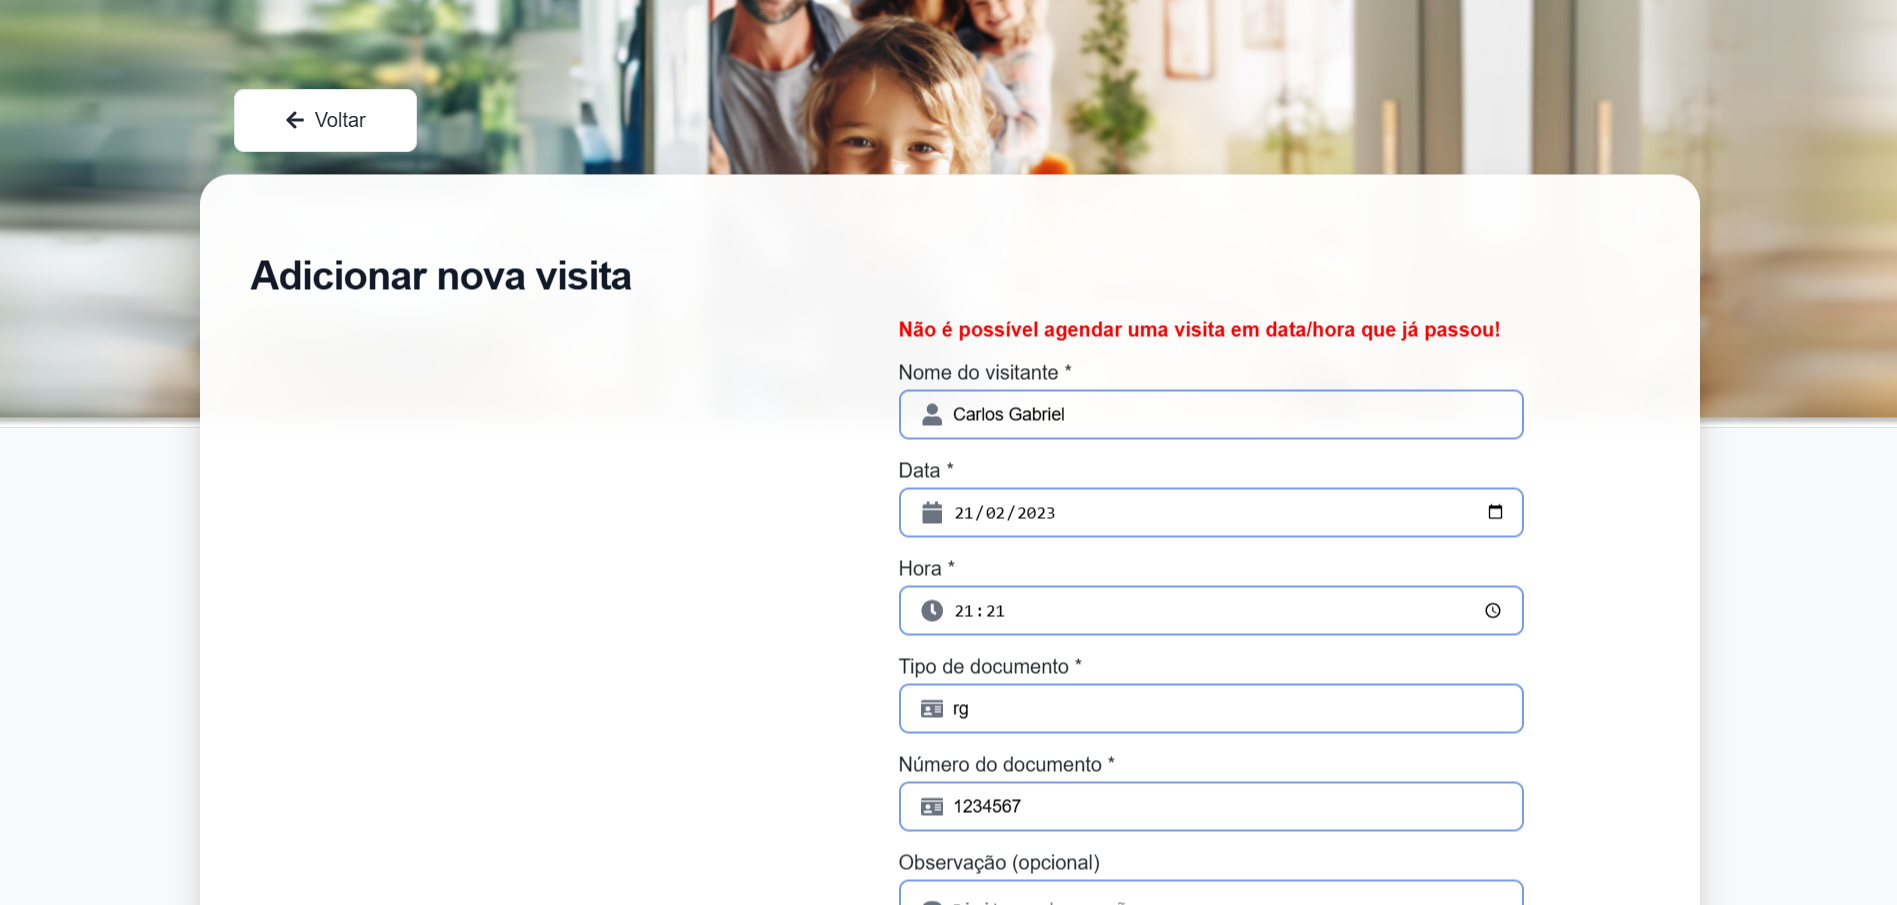 Voltar
Adicionar nova visita
Não é possível agendar uma visita em data/hora que já passou!
Nome do visitante *
Carlos Gabriel
Data *
21/02/2023
Hora *
21:21
Tipo de documento *
rg
Número do documento *
1234567
Observação (opcional)